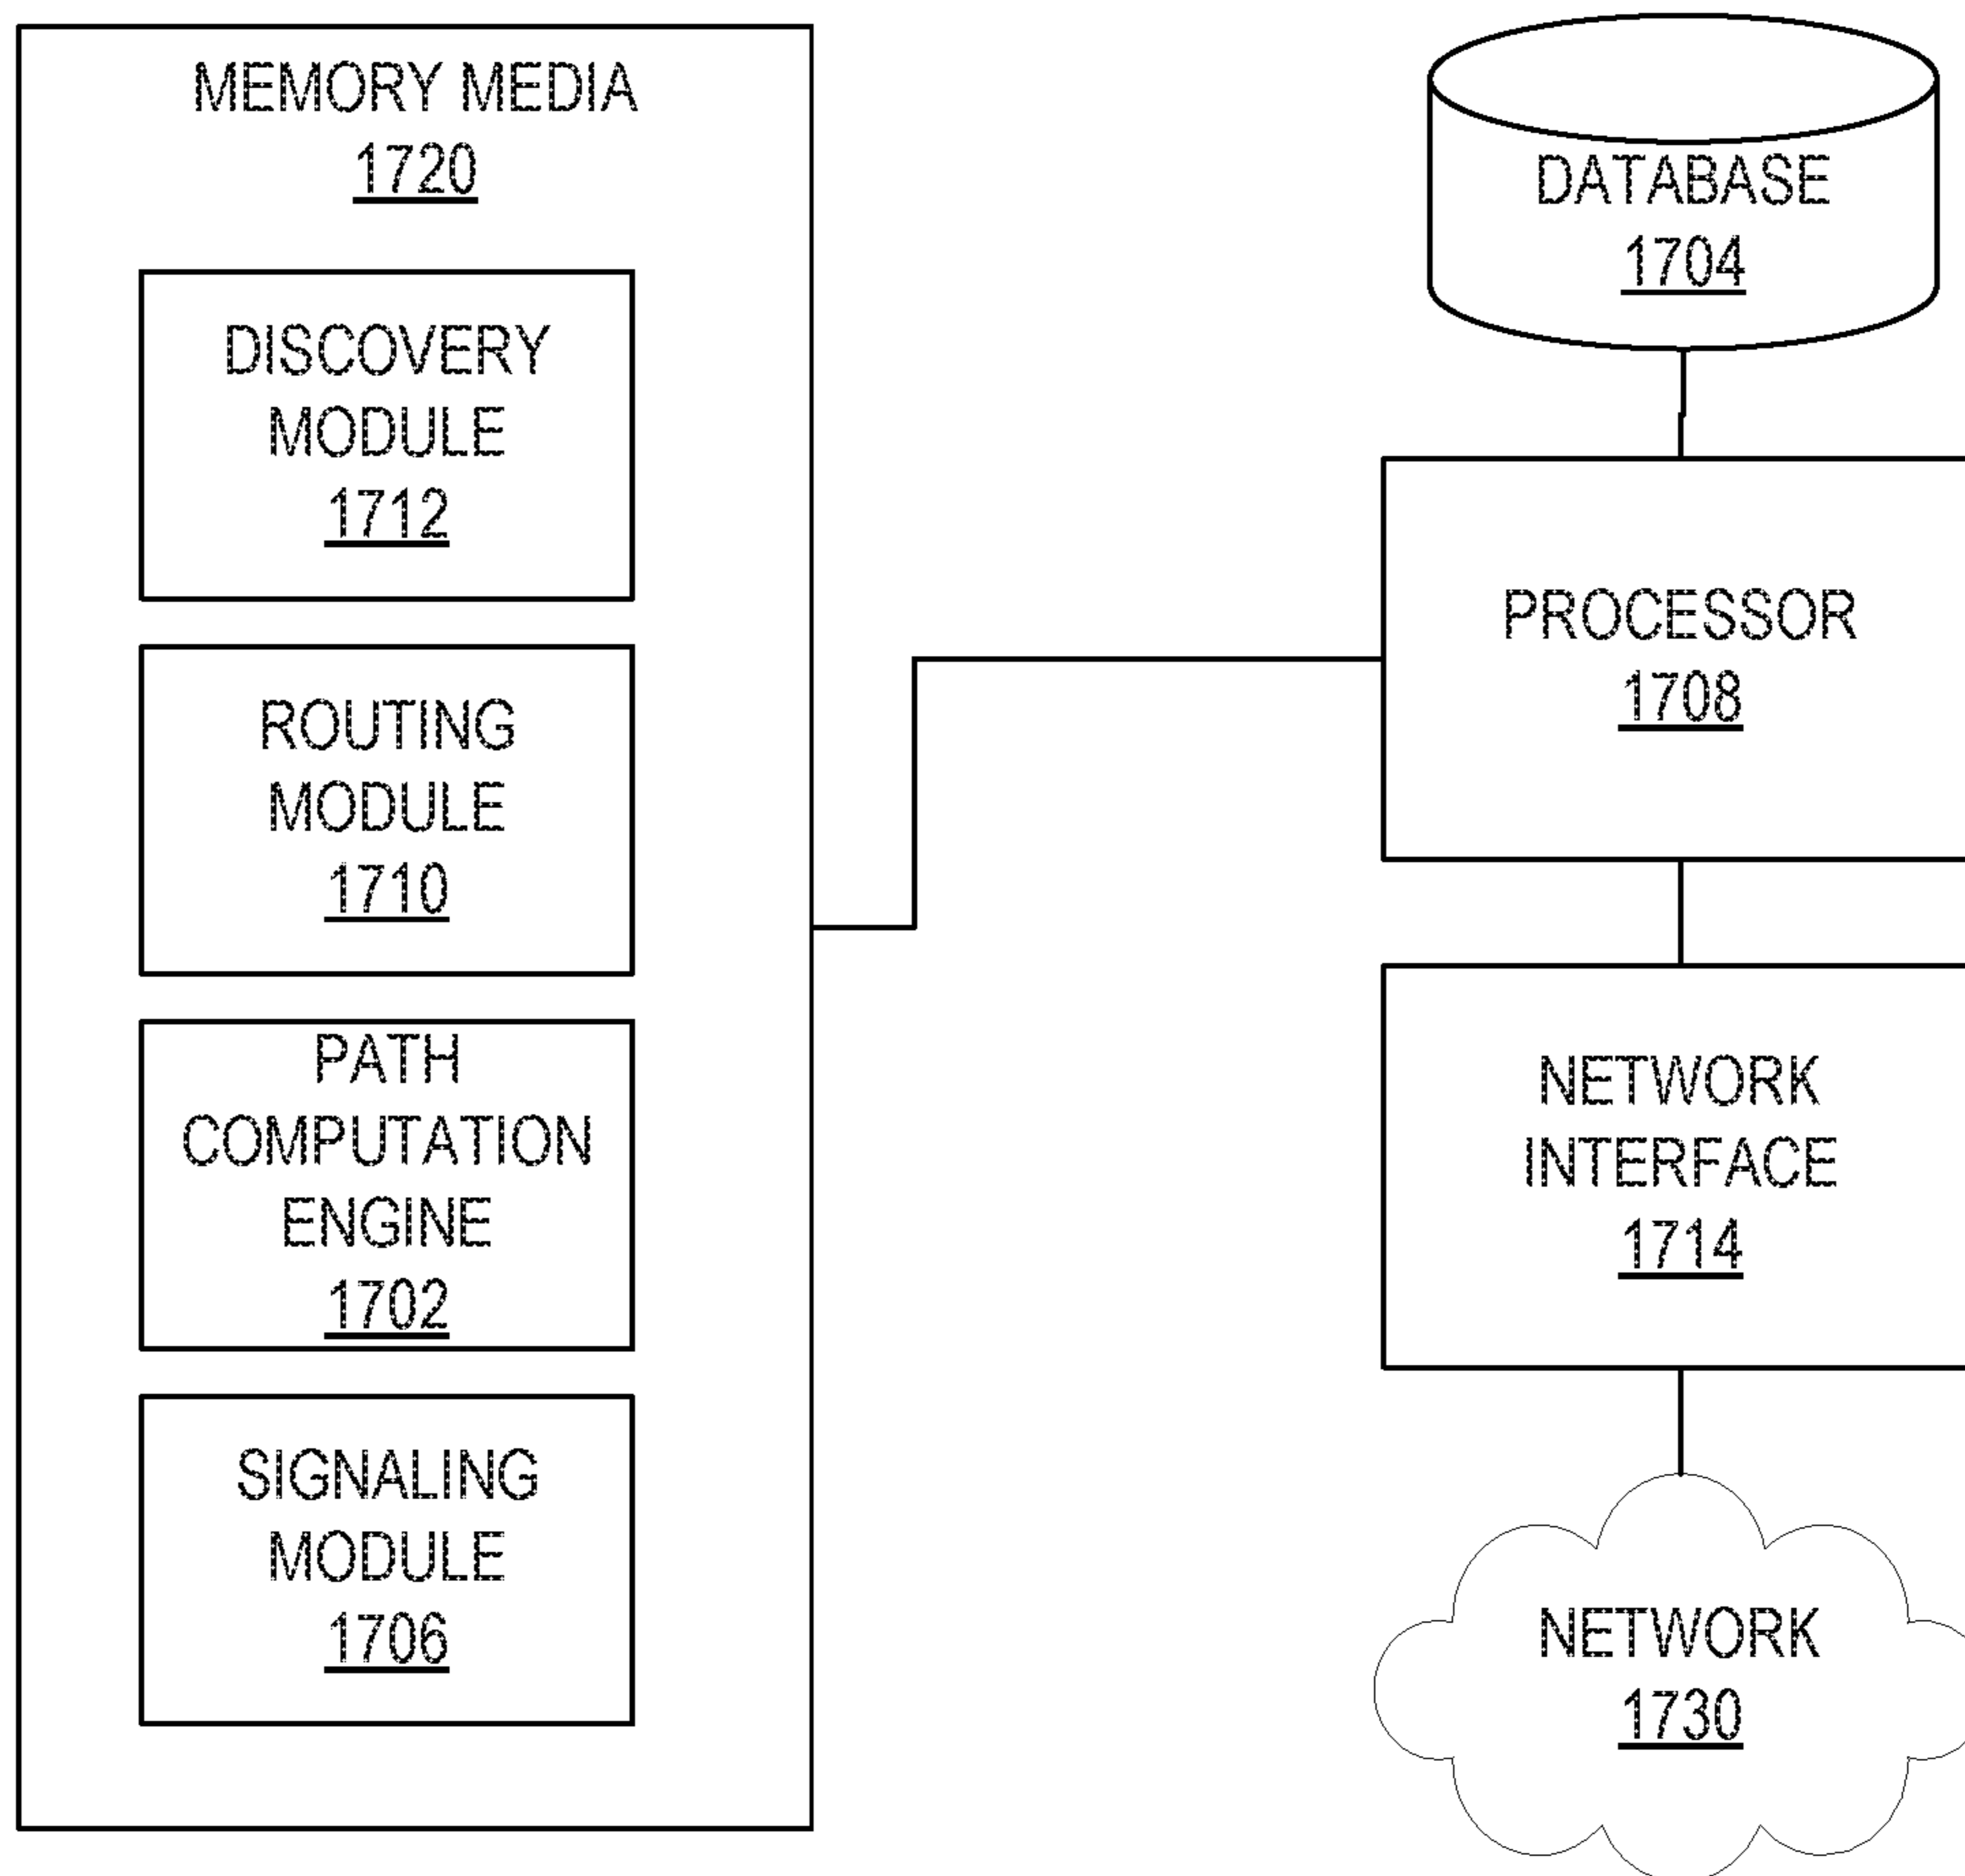 MEMORY MEDIA
1720
DISCOVERY
MODULE
1712
ROUTING
MODULE
1710
PATH
COMPUTATION
ENGINE
1702
SIGNALING
MODULE
1706
DATABASE
1704
PROCESSOR
1708
NETWORK
INTERFACE
1714
NETWORK
1730